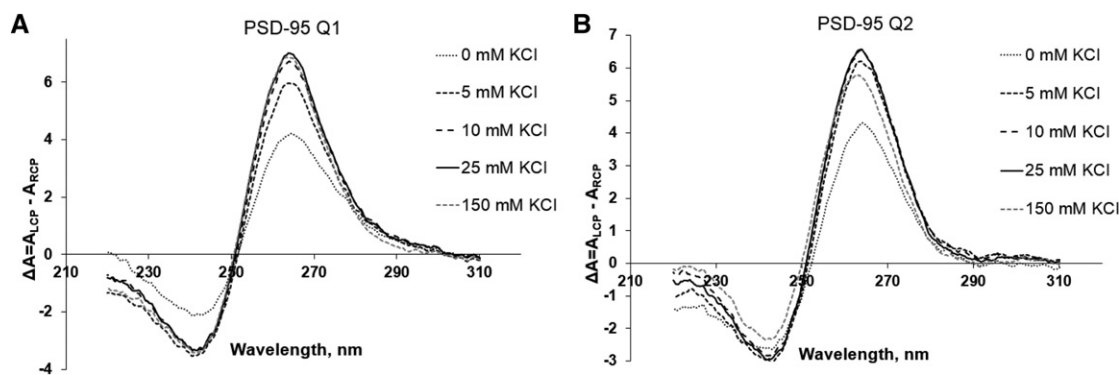 A
PSD-95 Q1
ΔA=A_LCP - A_RCP
6
4
2
0
-2
-4
210
230
250
270
290
310
Wavelength, nm
0 mM KCl
5 mM KCl
10 mM KCl
25 mM KCl
150 mM KCl
B
PSD-95 Q2
ΔA=A_LCP - A_RCP
7
6
5
4
3
2
1
0
-1
-2
-3
210
230
250
270
290
310
Wavelength, nm
0 mM KCl
5 mM KCl
10 mM KCl
25 mM KCl
150 mM KCl